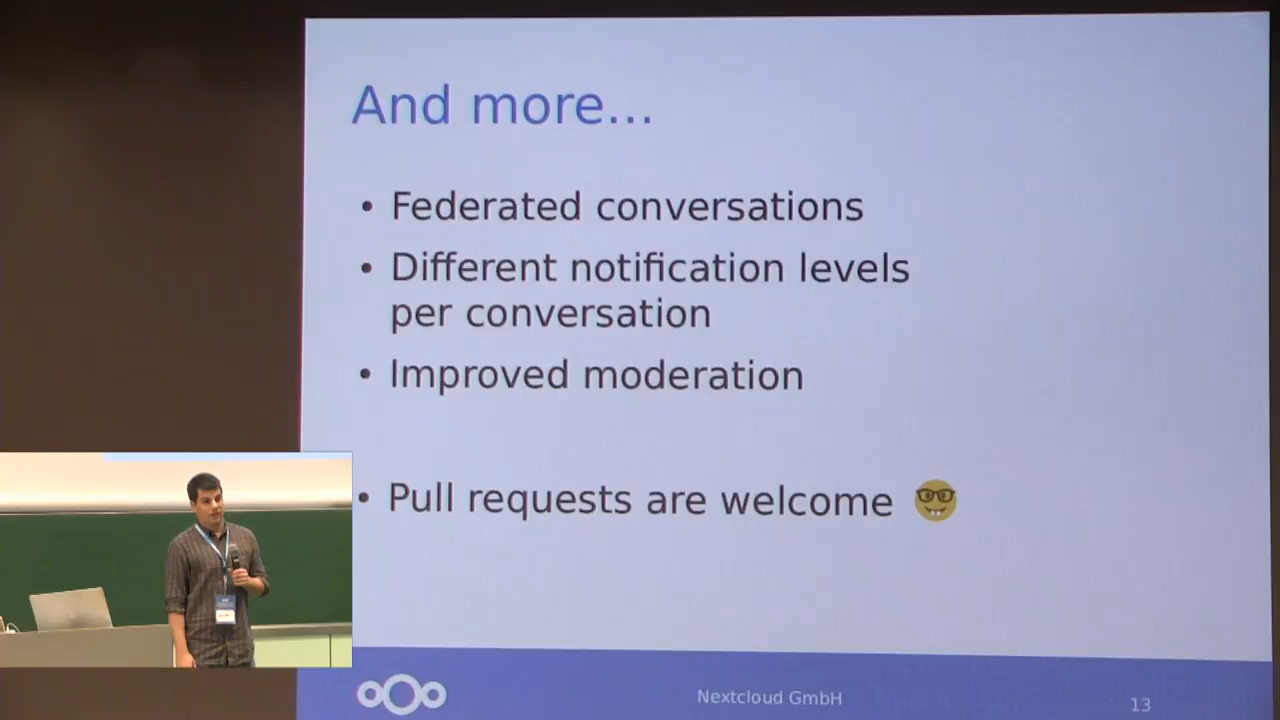 And more...
• Federated conversations
• Different notification levels
per conversation
• Improved moderation
• Pull requests are welcome 🤓
Nextcloud GmbH
13